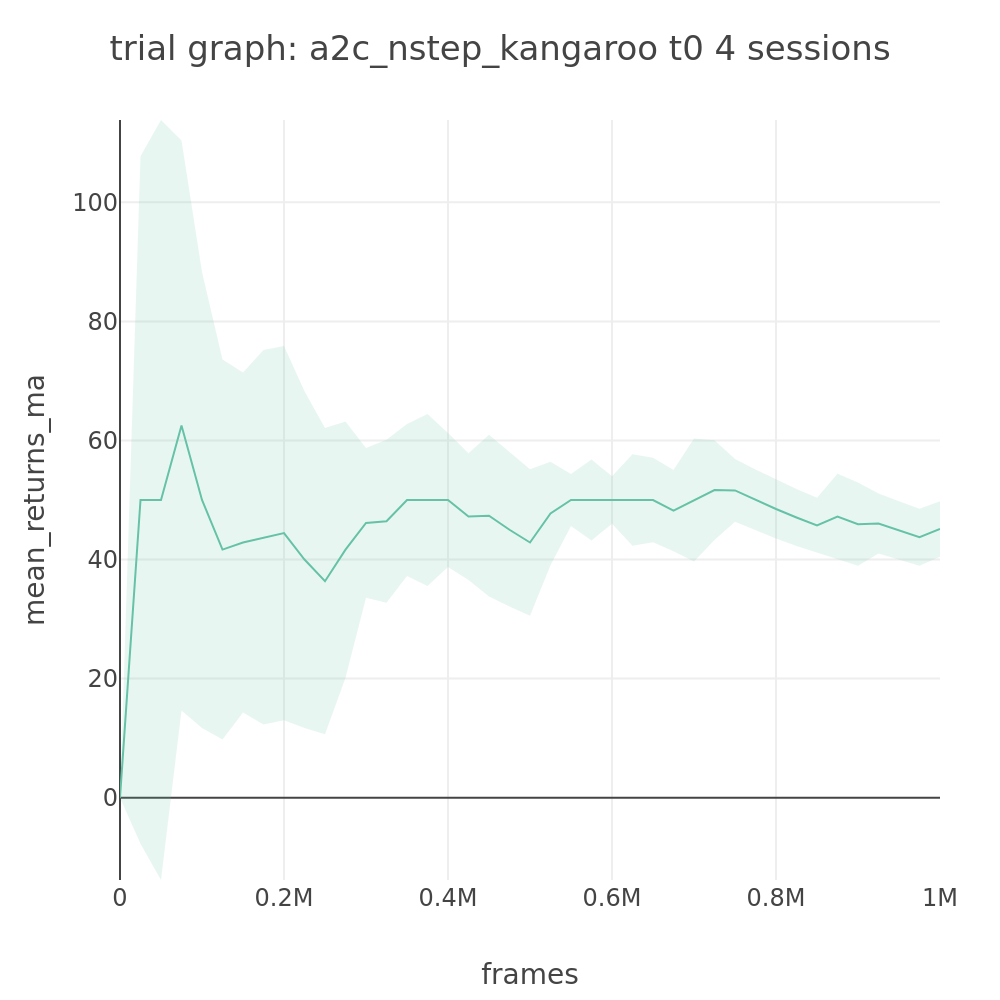 trial graph: a2c_nstep_kangaroo t0 4 sessions
mean_returns_ma
100
80
60
40
20
0
0
0.2M
0.4M
0.6M
0.8M
1M
frames